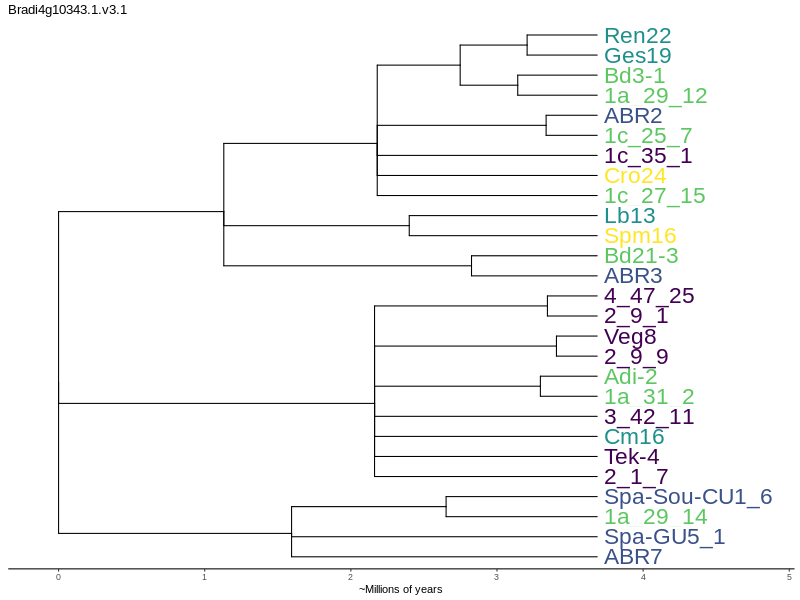 Bradi4g10343.1.v3.1
Ren22
Ges19
Bd3-1
1a_29_12
ABR2
1c_25_7
1c_35_1
Cro24
1c_27_15
Lb13
Spm16
Bd21-3
ABR3
4_47_25
2_9_1
Veg8
2_9_9
Adi-2
1a_31_2
3_42_11
Cm16
Tek-4
2_1_7
Spa-Sou-CU1_6
1a_29_14
Spa-GU5_1
ABR7
0 1 2 3 4 5
~Millions of years